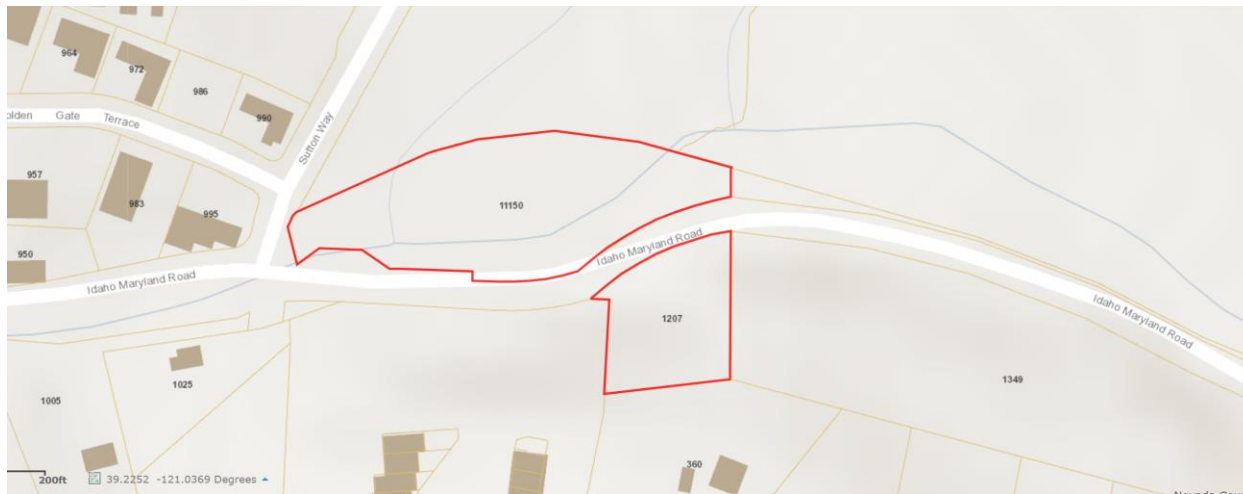 964
972
986
990
olden Gate Terrace
Sutton Way
957
983
995
11150
950
Idaho Maryland Road
Idaho Maryland Road
Idaho Maryland Road
1207
1025
1349
1005
360
200ft
39.2252 -121.0369 Degrees